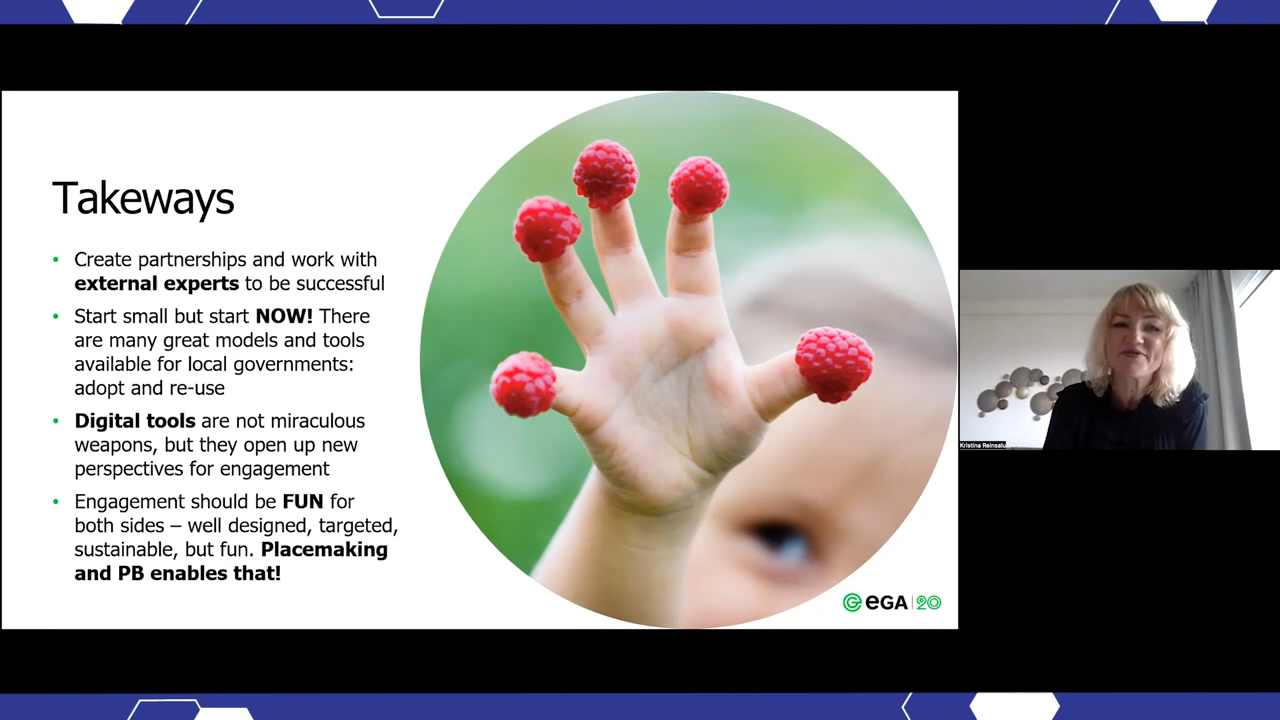 Takeways
• Create partnerships and work with
external experts to be successful
• Start small but start NOW! There
are many great models and tools
available for local governments:
adopt and re-use
• Digital tools are not miraculous
weapons, but they open up new
perspectives for engagement
• Engagement should be FUN for
both sides – well designed, targeted,
sustainable, but fun. Placemaking
and PB enables that!
eGA 20
Kristina Reinsalu